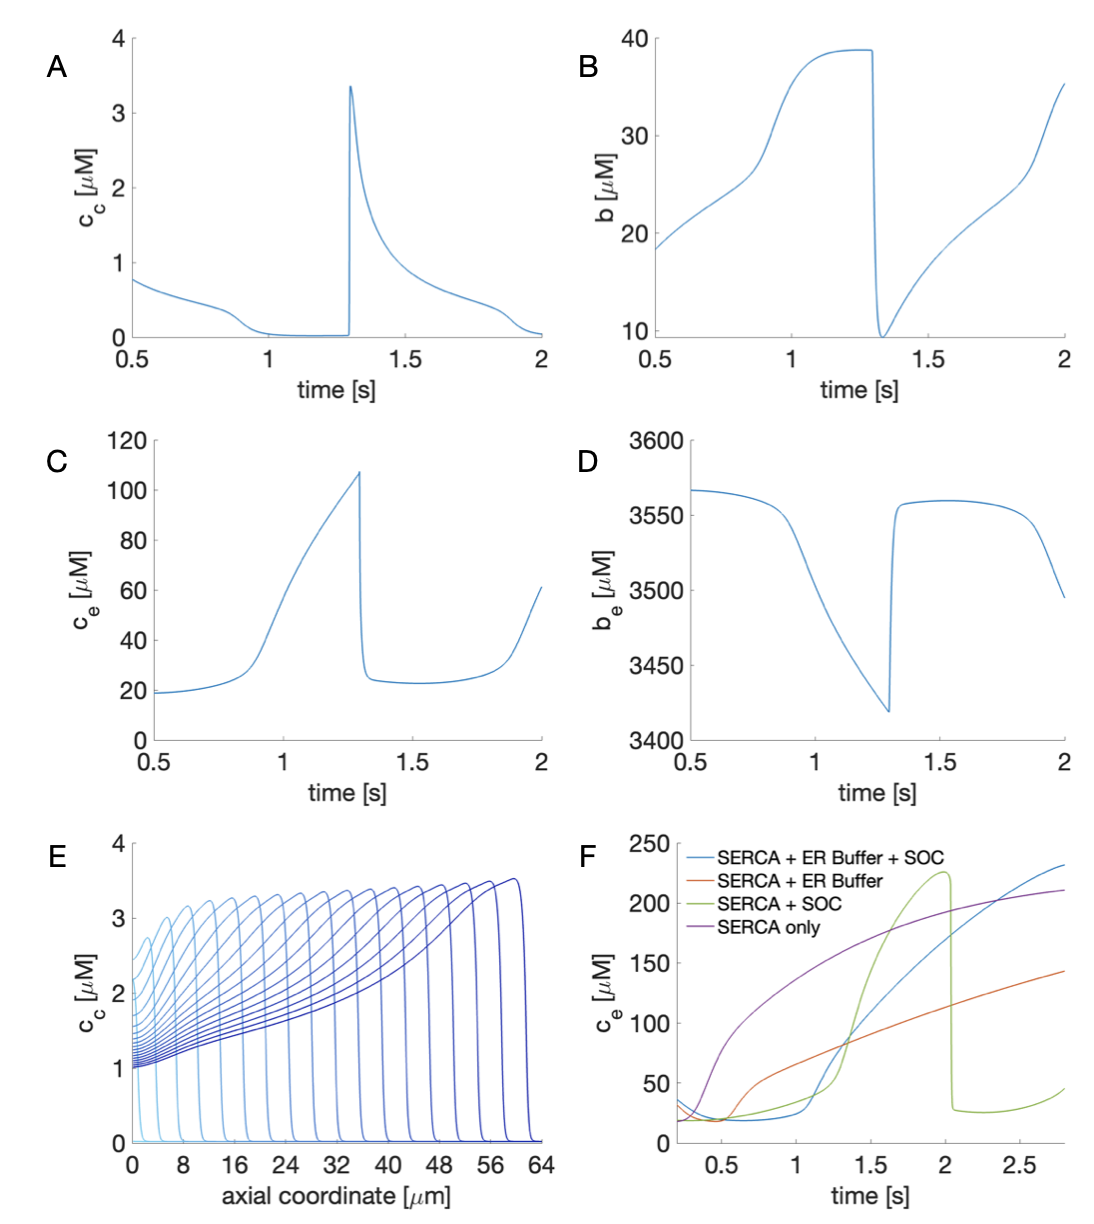 A
4
3
2
1
0
c_c [μM]
0.5 1 1.5 2
time [s]
B
40
30
20
10
b [μM]
0.5 1 1.5 2
time [s]
C
120
100
80
60
40
20
0
c_e [μM]
0.5 1 1.5 2
time [s]
D
3600
3550
3500
3450
3400
b_e [μM]
0.5 1 1.5 2
time [s]
E
4
3
2
1
0
c_c [μM]
0 8 16 24 32 40 48 56 64
axial coordinate [μm]
F
250
200
150
100
50
0
c_e [μM]
SERCA + ER Buffer + SOC
SERCA + ER Buffer
SERCA + SOC
SERCA only
0.5 1 1.5 2 2.5
time [s]